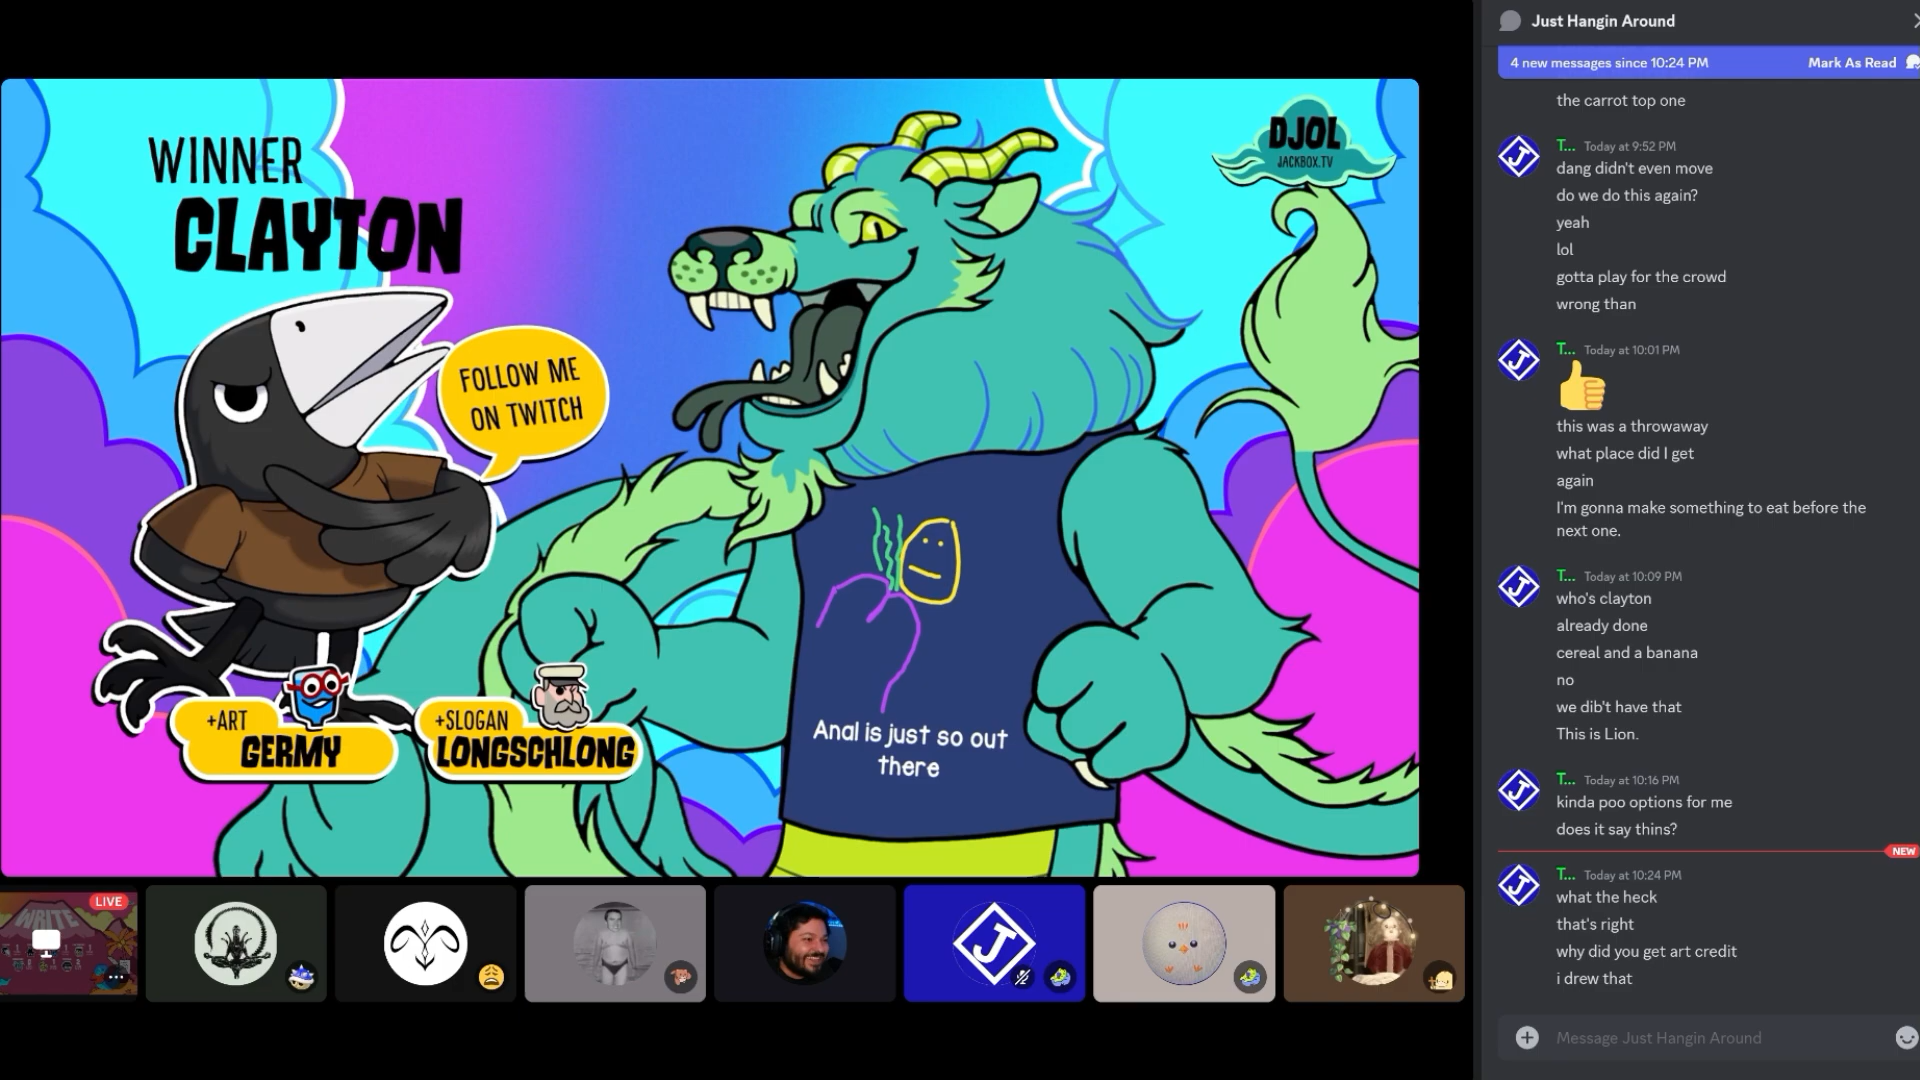 WINNER
CLAYTON
DJOL
JACKBOX.TV
FOLLOW ME
ON TWITCH
+ART
GERMY
+SLOGAN
LONGSCHLONG
Anal is just so out
there
WRITE
LIVE
J
Just Hangin Around
4 new messages since 10:24 PM
Mark As Read
the carrot top one
J
T... Today at 9:52 PM
dang didn't even move
do we do this again?
yeah
lol
gotta play for the crowd
wrong than
J
T... Today at 10:01 PM
this was a throwaway
what place did I get
again
I'm gonna make something to eat before the
next one.
J
T... Today at 10:09 PM
who's clayton
already done
cereal and a banana
no
we dib't have that
This is Lion.
J
T... Today at 10:16 PM
kinda poo options for me
does it say thins?
NEW
J
T... Today at 10:24 PM
what the heck
that's right
why did you get art credit
i drew that
Message Just Hangin Around